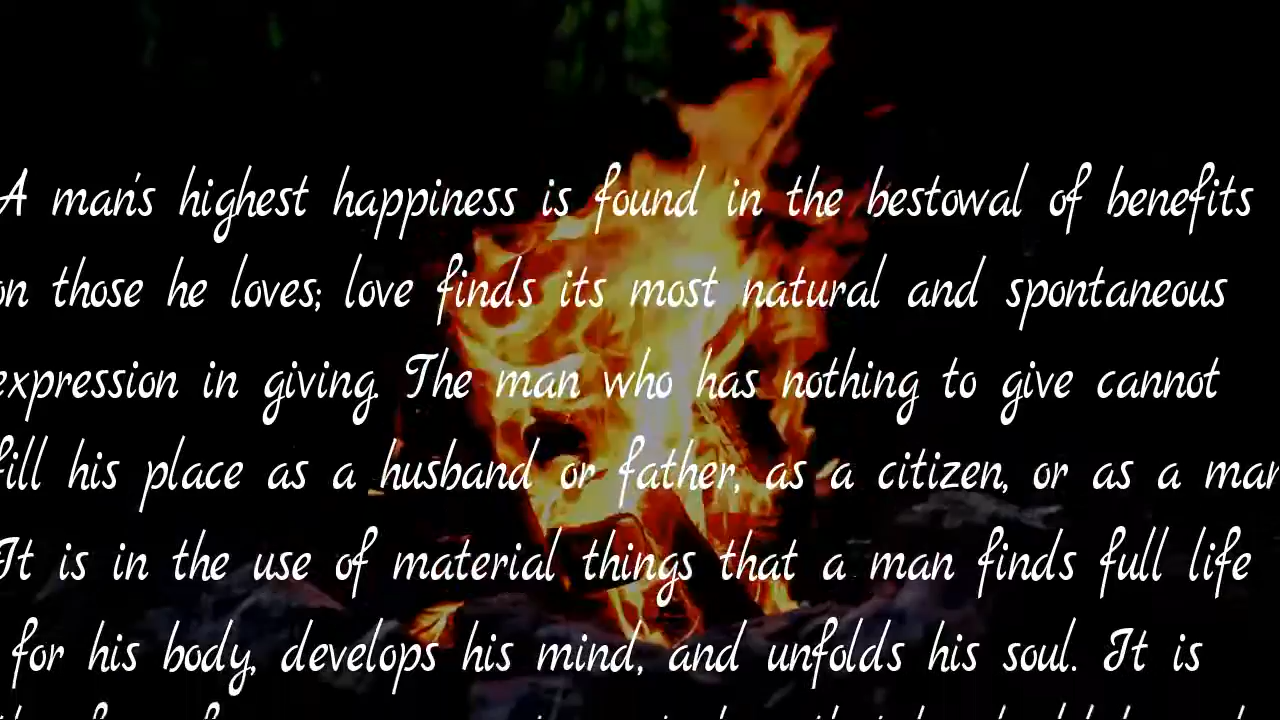 A man's highest happiness is found in the bestowal of benefits
on those he loves; love finds its most natural and spontaneous
expression in giving. The man who has nothing to give cannot
fill his place as a husband or father, as a citizen, or as a man
It is in the use of material things that a man finds full life
for his body, develops his mind, and unfolds his soul. It is